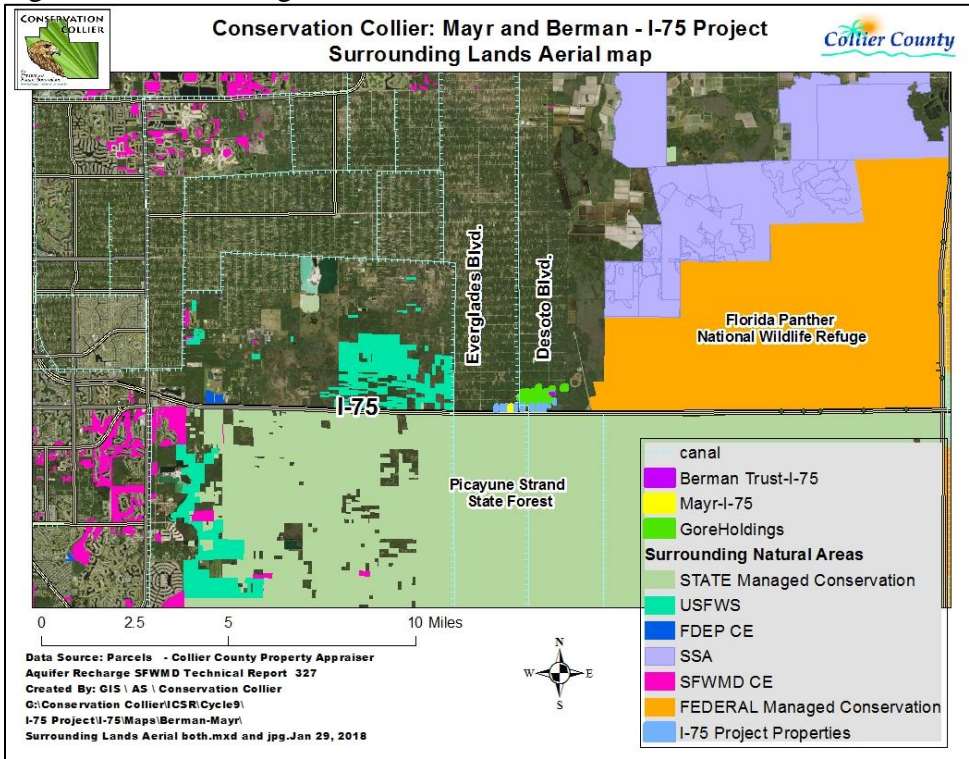 CONSERVATION
COLLIER
Conservation Collier: Mayr and Berman - I-75 Project
Surrounding Lands Aerial map
Collier County
Everglades Blvd.
Desoto Blvd.
Florida Panther
National Wildlife Refuge
I-75
Picayune Strand
State Forest
canal
Berman Trust-I-75
Mayr-I-75
GoreHoldings
Surrounding Natural Areas
STATE Managed Conservation
USFWS
FDEP CE
SSA
SFWMD CE
FEDERAL Managed Conservation
I-75 Project Properties
0 2.5 5 10 Miles
N
W E
S
Data Source: Parcels - Collier County Property Appraiser
Aquifer Recharge SFWMD Technical Report 327
Created By: GIS \ AS \ Conservation Collier
G:\Conservation Collier\ICSR\Cycle9\
I-75 Project\I-75\Maps\Berman-Mayr\
Surrounding Lands Aerial both.mxd and jpg.Jan 29, 2018